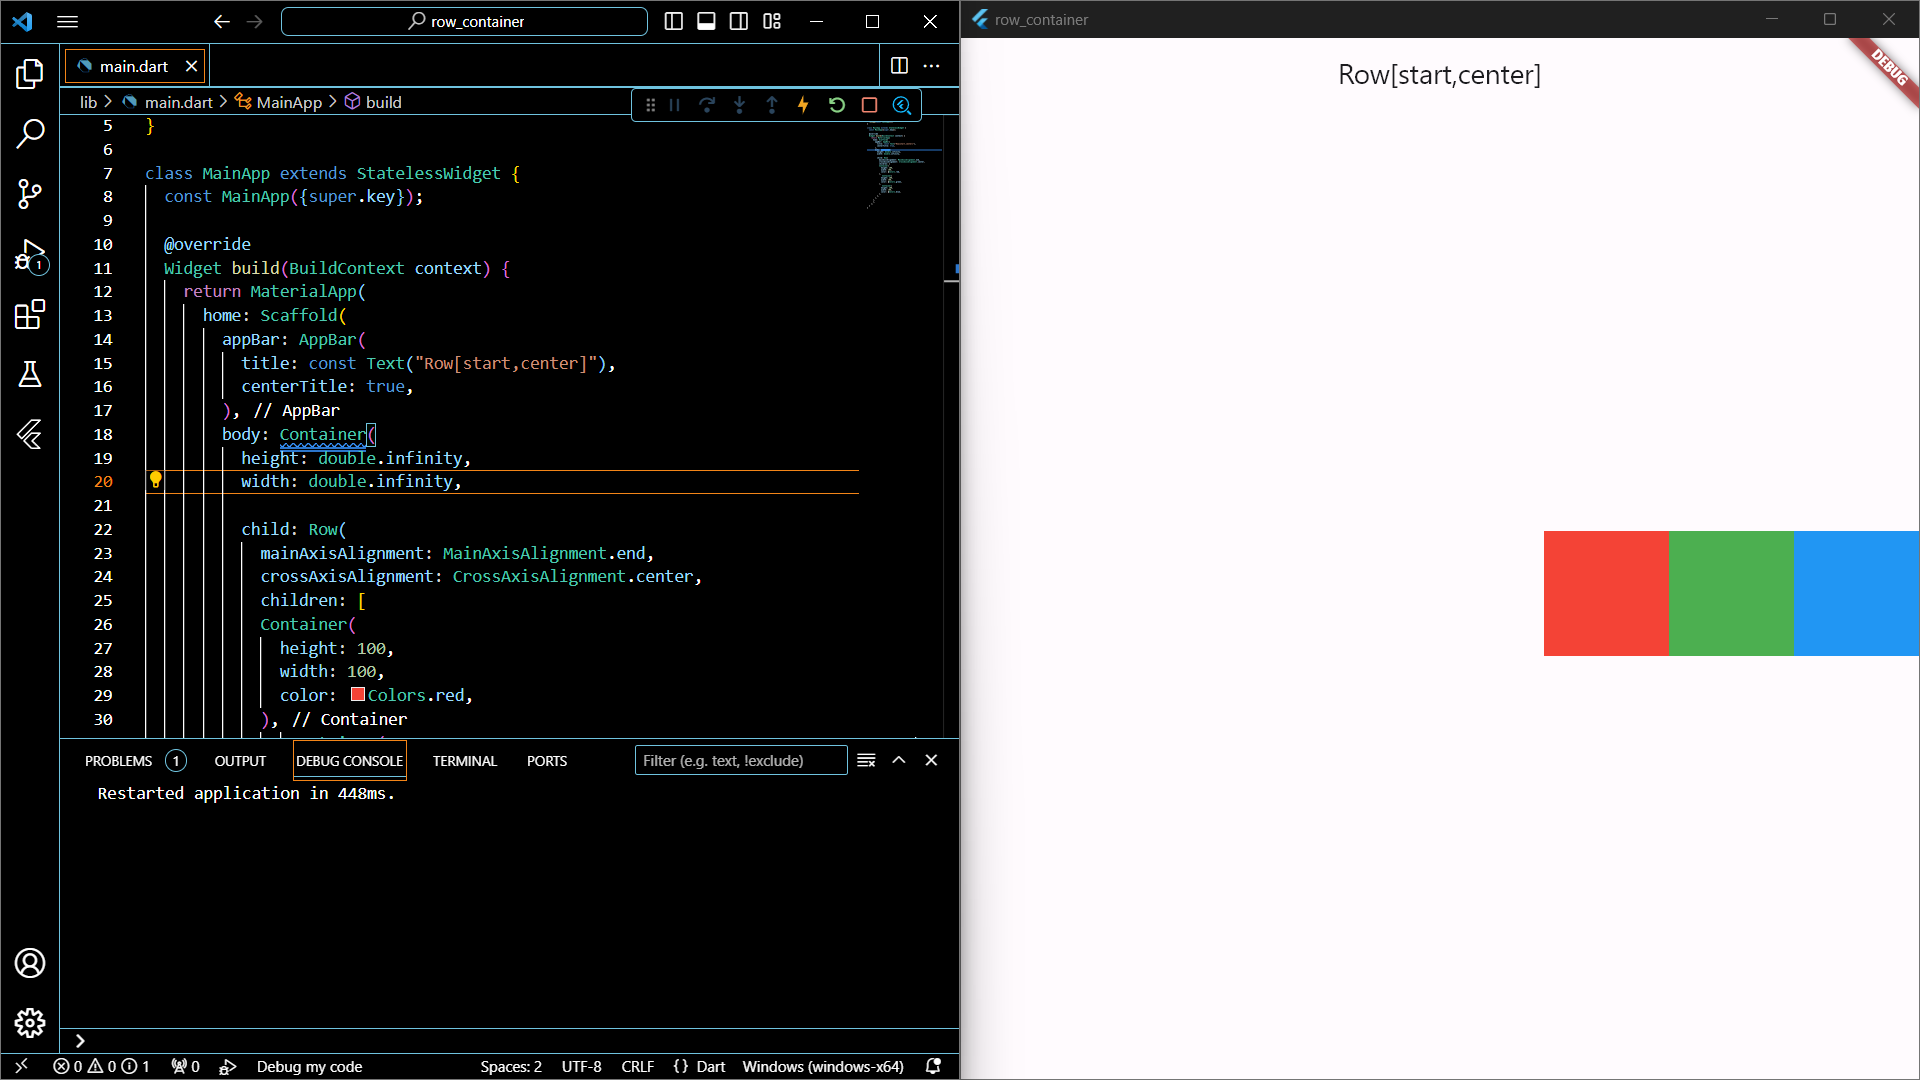 row_container
main.dart
lib > main.dart > MainApp > build
5 }
6
7 class MainApp extends StatelessWidget {
8 const MainApp({super.key});
9
10 @override
11 Widget build(BuildContext context) {
12 return MaterialApp(
13 home: Scaffold(
14 appBar: AppBar(
15 title: const Text("Row[start,center]"),
16 centerTitle: true,
17 ), // AppBar
18 body: Container(
19 height: double.infinity,
20 width: double.infinity,
21
22 child: Row(
23 mainAxisAlignment: MainAxisAlignment.end,
24 crossAxisAlignment: CrossAxisAlignment.center,
25 children: [
26 Container(
27 height: 100,
28 width: 100,
29 color: Colors.red,
30 ), // Container
1
PROBLEMS 1 OUTPUT DEBUG CONSOLE TERMINAL PORTS Filter (e.g. text, !exclude)
Restarted application in 448ms.
0 0 1 0 Debug my code Spaces: 2 UTF-8 CRLF {} Dart Windows (windows-x64)
row_container
Row[start,center]
DEBUG